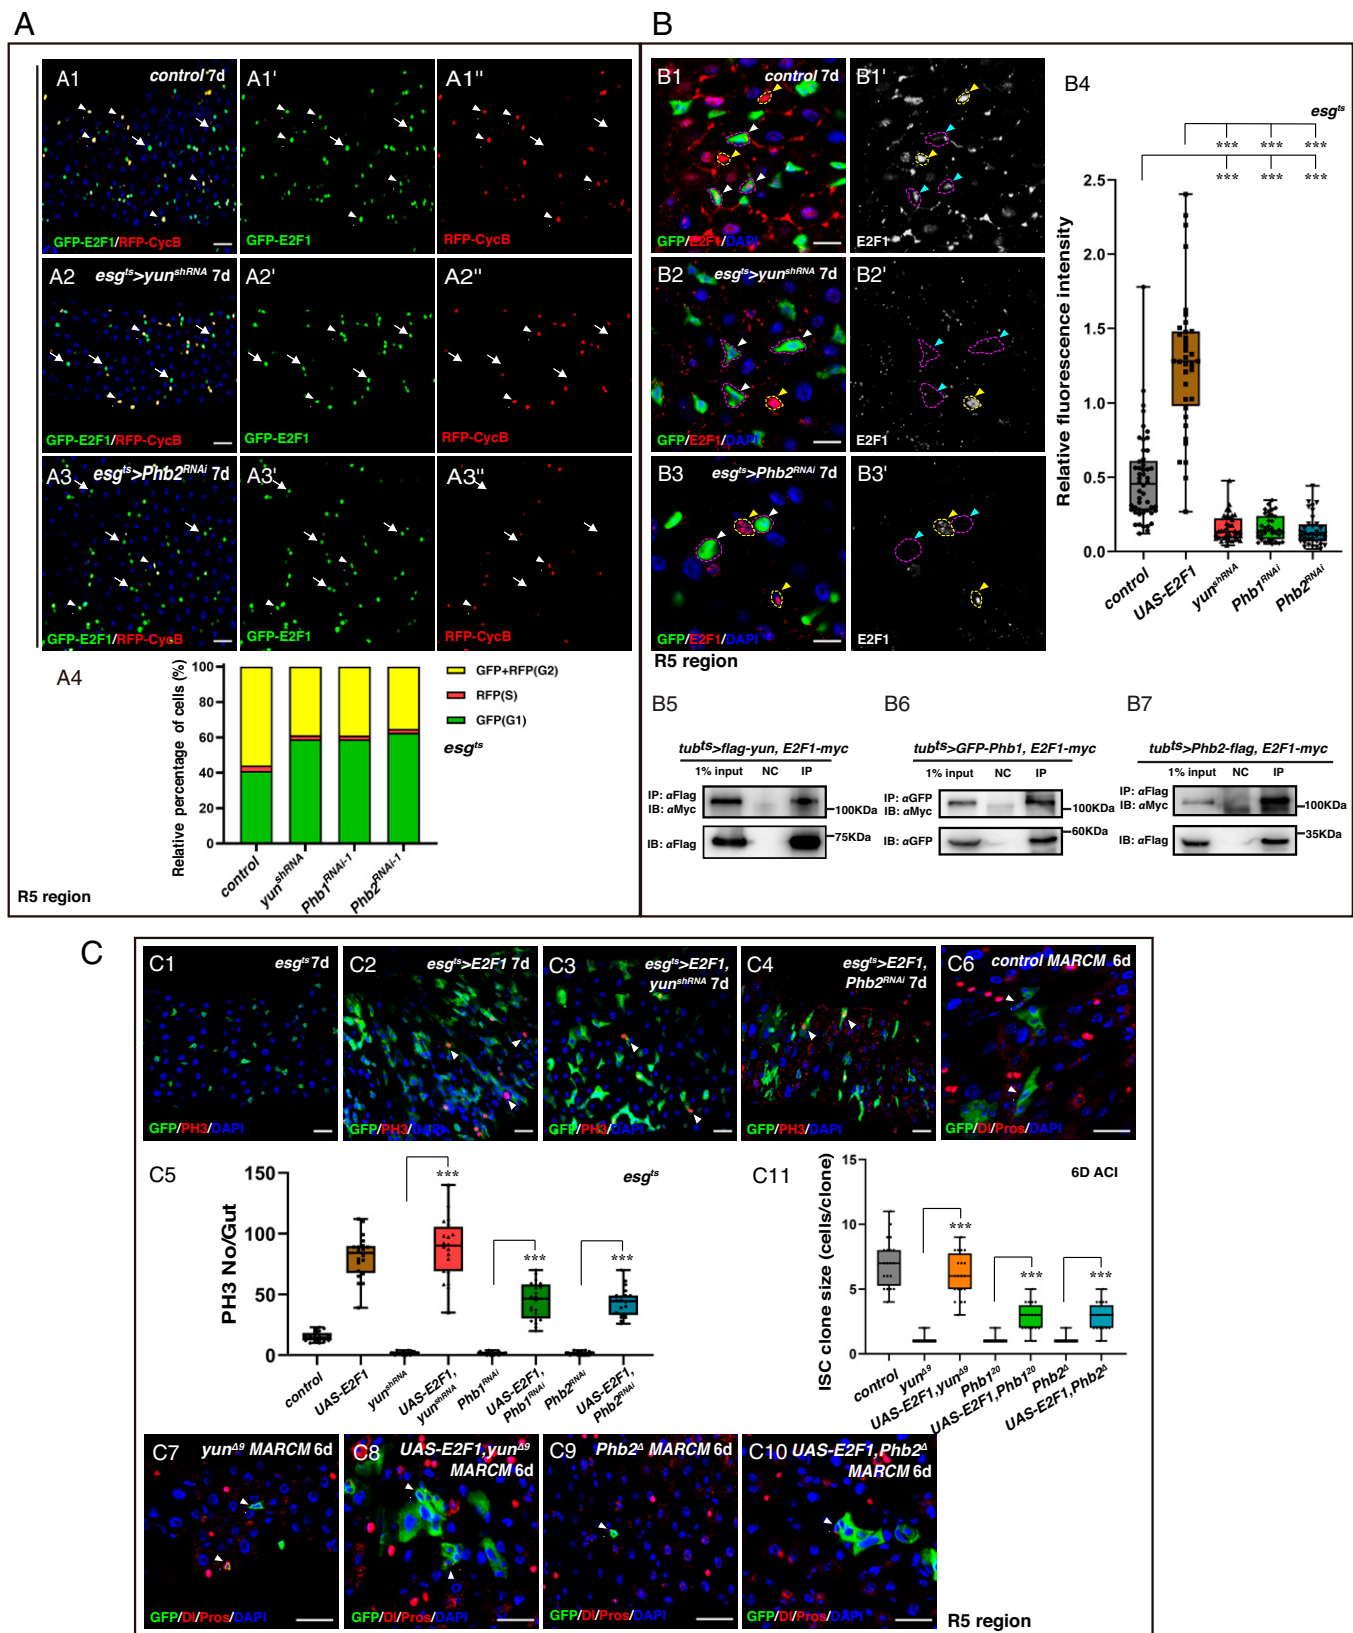 A
B
A1 control 7d
GFP-E2F1/RFP-CycB
A1'
GFP-E2F1
A1''
RFP-CycB
A2 esgts>yunshRNA 7d
GFP-E2F1/RFP-CycB
A2'
GFP-E2F1
A2''
RFP-CycB
A3 esgts>Phb2RNAi 7d
GFP-E2F1/RFP-CycB
A3'
GFP-E2F1
A3''
RFP-CycB
A4
Relative percentage of cells (%)
100
80
60
40
20
0
control
yunshRNA
Phb1RNAi-1
Phb2RNAi-1
GFP+RFP(G2)
RFP(S)
GFP(G1)
esgts
R5 region
B1 control 7d
GFP/E2F1/DAPI
B1'
E2F1
B2 esgts>yunshRNA 7d
GFP/E2F1/DAPI
B2'
E2F1
B3 esgts>Phb2RNAi 7d
GFP/E2F1/DAPI
B3'
E2F1
R5 region
B4
esgts
*** *** ***
*** *** ***
Relative fluorescence intensity
2.5
2.0
1.5
1.0
0.5
0.0
control
UAS-E2F1
yunshRNA
Phb1RNAi
Phb2RNAi
B5
tubts>flag-yun, E2F1-myc
1% input NC IP
IP: αFlag
IB: αMyc
100KDa
75KDa
IB: αFlag
B6
tubts>GFP-Phb1, E2F1-myc
1% input NC IP
IP: αGFP
IB: αMyc
100KDa
60KDa
IB: αGFP
B7
tubts>Phb2-flag, E2F1-myc
1% input NC IP
IP: αFlag
IB: αMyc
100KDa
35KDa
IB: αFlag
C
C1 esgts 7d
GFP/PH3/DAPI
C2 esgts>E2F1 7d
GFP/PH3/DAPI
C3 esgts>E2F1,
yunshRNA 7d
GFP/PH3/DAPI
C4 esgts>E2F1,
Phb2RNAi 7d
GFP/PH3/DAPI
C6 control MARCM 6d
GFP/Dl/Pros/DAPI
C5
esgts
PH3 No/Gut
150
100
50
0
***
***
***
control
UAS-E2F1
yunshRNA
UAS-E2F1,
yunshRNA
Phb1RNAi
UAS-E2F1,
Phb1RNAi
Phb2RNAi
UAS-E2F1,
Phb2RNAi
C11
6D ACI
ISC clone size (cells/clone)
15
10
5
0
***
***
***
control
yunΔ9
UAS-E2F1,yunΔ9
Phb120
UAS-E2F1,Phb120
Phb2Δ
UAS-E2F1,Phb2Δ
C7 yunΔ9 MARCM 6d
GFP/Dl/Pros/DAPI
C8 UAS-E2F1,yunΔ9
MARCM 6d
GFP/Dl/Pros/DAPI
C9 Phb2Δ MARCM 6d
GFP/Dl/Pros/DAPI
C10 UAS-E2F1,Phb2Δ
MARCM 6d
GFP/Dl/Pros/DAPI
R5 region